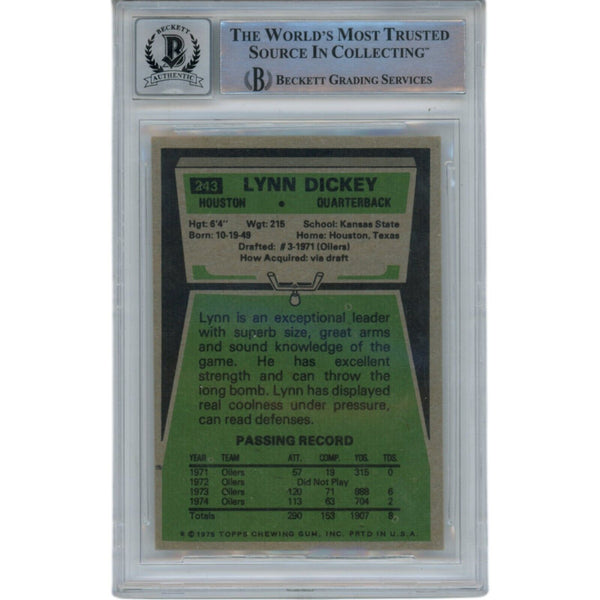 BECKETT
B
AUTHENTIC
THE WORLD'S MOST TRUSTED
SOURCE IN COLLECTING™
B BECKETT GRADING SERVICES
243 LYNN DICKEY
HOUSTON • QUARTERBACK
Hgt: 6'4" Wgt: 215 School: Kansas State
Born: 10-19-49 Home: Houston, Texas
Drafted: #3-1971 (Oilers)
How Acquired: via draft
Lynn is an exceptional leader
with superb size, great arms
and sound knowledge of the
game. He has excellent
strength and can throw the
long bomb. Lynn has displayed
real coolness under pressure,
can read defenses.
PASSING RECORD
YEAR TEAM ATT. COMP. YDS. TDS.
1971 Oilers 57 19 315 0
1972 Oilers Did Not Play
1973 Oilers 120 71 888 6
1974 Oilers 113 63 704 2
Totals 290 153 1907 8
© 1975 TOPPS CHEWING GUM, INC. PRTD IN U.S.A.